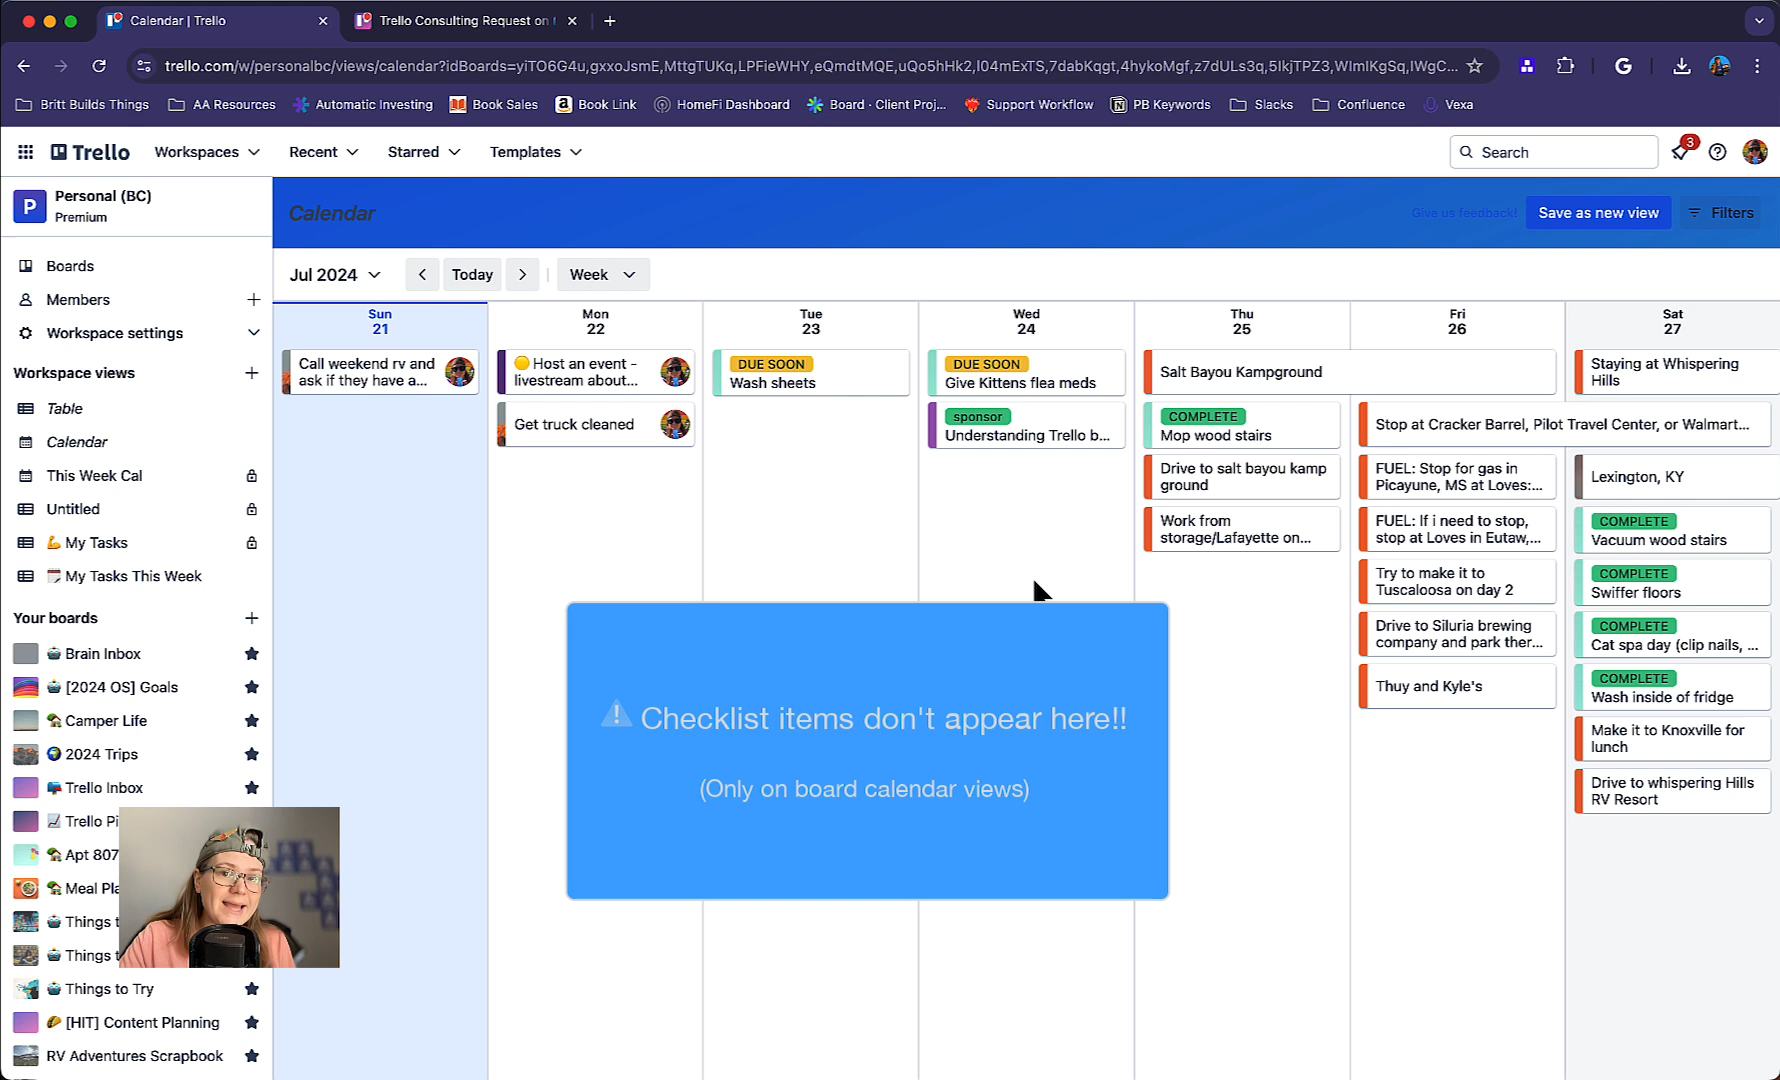 Calendar | Trello
Trello Consulting Request on
trello.com/w/personalbc/views/calendar?idBoards=yiTO6G4u,gxxoJsmE,MttgTUKq,LPFieWHY,eQmdtMQE,uQo5hHk2,I04mExTS,7dabKqgt,4hykoMgf,z7dULs3q,5IkjTPZ3,WImIKgSq,IWgC...
Britt Builds Things
AA Resources
Automatic Investing
Book Sales
Book Link
HomeFi Dashboard
Board · Client Proj...
Support Workflow
PB Keywords
Slacks
Confluence
Vexa
Trello
Workspaces
Recent
Starred
Templates
Search
3
P
Personal (BC)
Premium
Calendar
Give us feedback!
Save as new view
Filters
Boards
Members
Workspace settings
Workspace views
Table
Calendar
This Week Cal
Untitled
💪 My Tasks
🗓️ My Tasks This Week
Your boards
Brain Inbox
[2024 OS] Goals
Camper Life
2024 Trips
Trello Inbox
Trello Pi
Apt 807
Meal Pla
Things t
Things t
Things to Try
[HIT] Content Planning
RV Adventures Scrapbook
Jul 2024
Today
Week
Sun
21
Mon
22
Tue
23
Wed
24
Thu
25
Fri
26
Sat
27
Call weekend rv and
ask if they have a...
Host an event -
livestream about...
Get truck cleaned
DUE SOON
Wash sheets
DUE SOON
Give Kittens flea meds
sponsor
Understanding Trello b...
Salt Bayou Kampground
COMPLETE
Mop wood stairs
Drive to salt bayou kamp
ground
Work from
storage/Lafayette on...
Stop at Cracker Barrel, Pilot Travel Center, or Walmart...
FUEL: Stop for gas in
Picayune, MS at Loves:...
FUEL: If i need to stop,
stop at Loves in Eutaw,...
Try to make it to
Tuscaloosa on day 2
Drive to Siluria brewing
company and park ther...
Thuy and Kyle's
Staying at Whispering
Hills
Lexington, KY
COMPLETE
Vacuum wood stairs
COMPLETE
Swiffer floors
COMPLETE
Cat spa day (clip nails, ...
COMPLETE
Wash inside of fridge
Make it to Knoxville for
lunch
Drive to whispering Hills
RV Resort
⚠ Checklist items don't appear here!!
(Only on board calendar views)